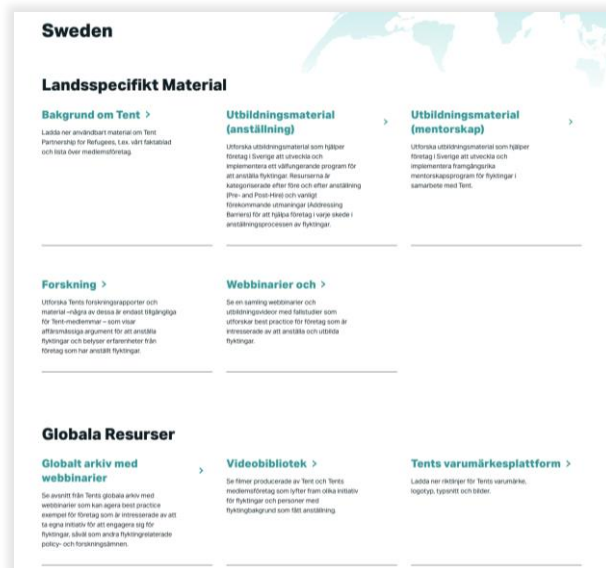 Sweden
Landsspecifikt Material
Bakgrund om Tent >
Ladda ner användbart material om Tent
Partnership for Refugees, t.ex. vårt faktablad
och lista över medlemsföretag.
Utbildningsmaterial
(anställning) >
Utforska utbildningsmaterial som hjälper
företag i Sverige att utveckla och
implementera ett välfungerande program för
att anställa flyktingar. Resurserna är
kategoriserade efter före och efter anställning
(Pre- and Post-Hire) och vanligt
förekommande utmaningar (Addressing
Barriers) för att hjälpa företag i varje skede i
anställningsprocessen av flyktingar.
Utbildningsmaterial
(mentorskap) >
Utforska utbildningsmaterial som hjälper
företag i Sverige att utveckla och
implementera framgångsrika
mentorskapsprogram för flyktingar i
samarbete med Tent.
Forskning >
Utforska Tents forskningsrapporter och
material –några av dessa är endast tillgängliga
för Tent-medlemmar – som visar
affärsmässiga argument för att anställa
flyktingar och belyser erfarenheter från
företag som har anställt flyktingar.
Webbinarier och >
Se en samling webbinarier och
utbildningsvideor med fallstudier som
utforskar best practice för företag som är
intresserade av att anställa och utbilda
flyktingar.
Globala Resurser
Globalt arkiv med
webbinarier >
Se avsnitt från Tents globala arkiv med
webbinarier som kan agera best practice
exempel för företag som är intresserade av att
ta egna initiativ för att engagera sig för
flyktingar, såväl som andra flyktingrelaterade
policy- och forskningsämnen.
Videobibliotek >
Se filmer producerade av Tent och Tents
medlemsföretag som lyfter fram olika initiativ
för flyktingar och personer med
flyktingbakgrund som fått anställning.
Tents varumärkesplattform >
Ladda ner riktlinjer för Tents varumärke,
logotyp, typsnitt och bilder.